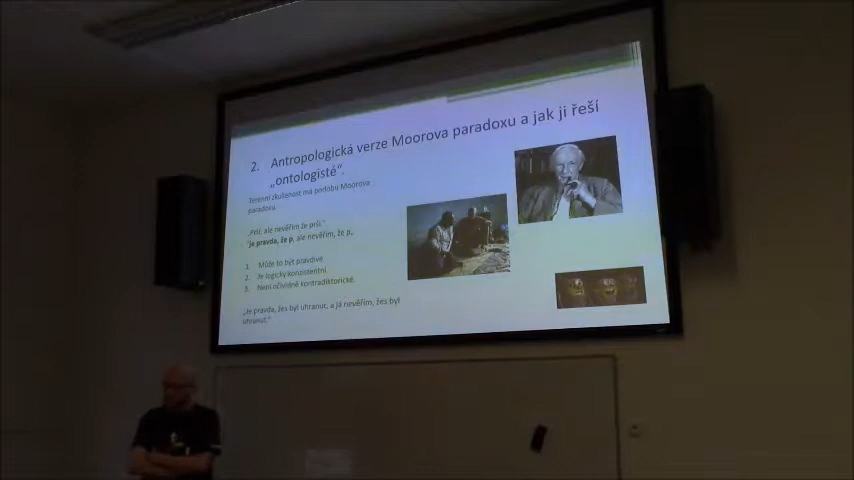 2. Antropologická verze Moorova paradoxu a jak ji řeší
„ontologisté".
Terénní zkušenost má podobu Moorova
paradoxu.
„Prší, ale nevěřím že prší."
"je pravda, že p, ale nevěřím, že p„
1. Může to být pravdivé
2. Je logicky konzistentní
3. Není očividně kontradiktorické.
„Je pravda, žes byl uhranut, a já nevěřím, žes byl
uhranut."